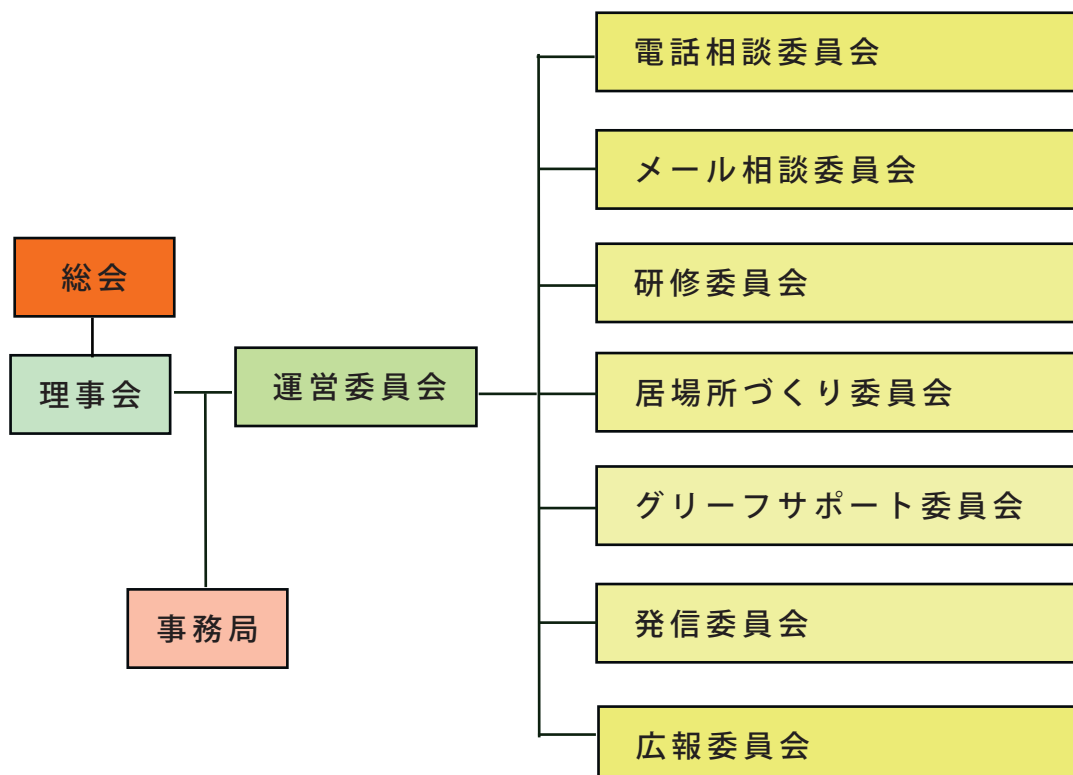 総会
理事会
運営委員会
事務局
電話相談委員会
メール相談委員会
研修委員会
居場所づくり委員会
グリーフサポート委員会
発信委員会
広報委員会